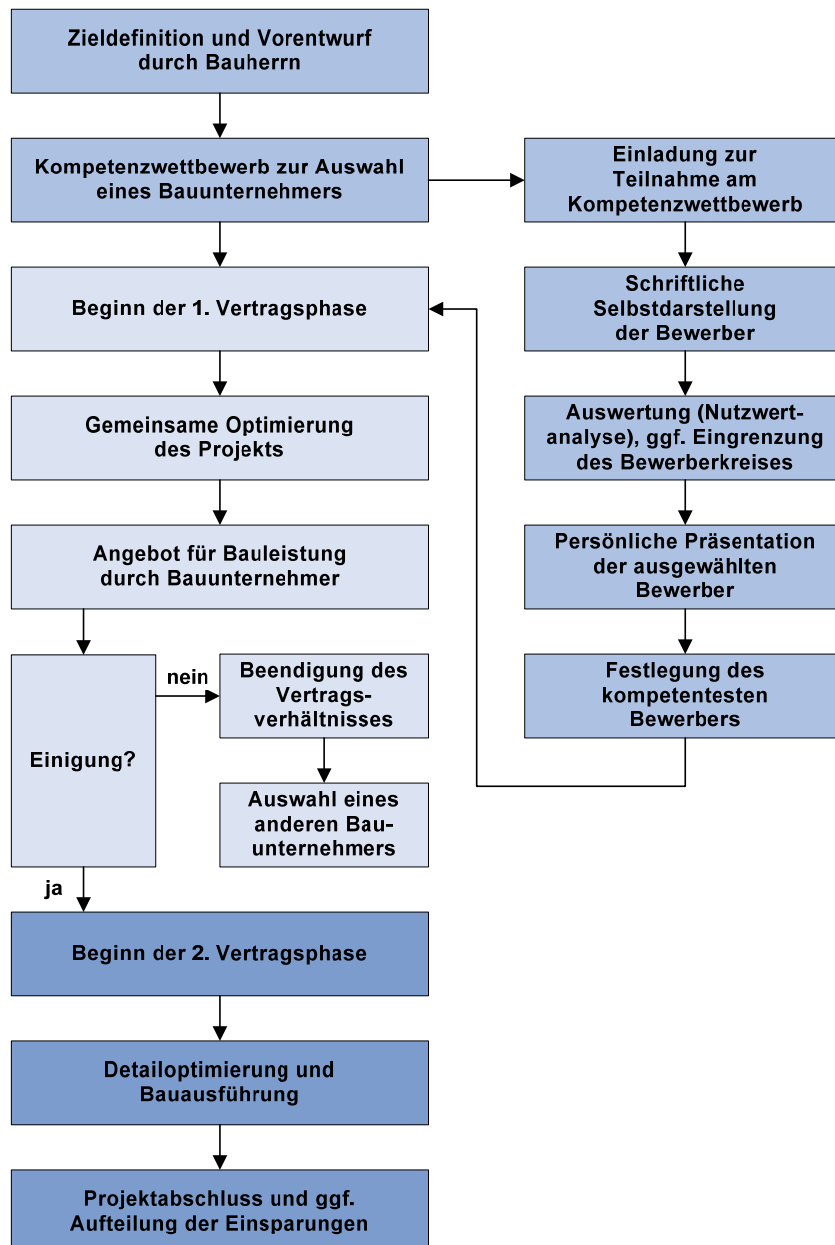 Zieldefinition und Vorentwurf
durch Bauherrn
Kompetenzwettbewerb zur Auswahl
eines Bauunternehmers
Einladung zur
Teilnahme am
Kompetenzwettbewerb
Beginn der 1. Vertragsphase
Schriftliche
Selbstdarstellung
der Bewerber
Gemeinsame Optimierung
des Projekts
Auswertung (Nutzwert-
analyse), ggf. Eingrenzung
des Bewerberkreises
Angebot für Bauleistung
durch Bauunternehmer
Persönliche Präsentation
der ausgewählten
Bewerber
Einigung?
nein
Beendigung des
Vertrags-
verhältnisses
Festlegung des
kompetentesten
Bewerbers
Auswahl eines
anderen Bau-
unternehmers
ja
Beginn der 2. Vertragsphase
Detailoptimierung und
Bauausführung
Projektabschluss und ggf.
Aufteilung der Einsparungen